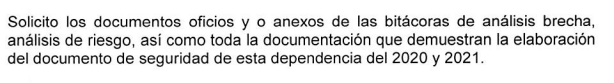 Solicito los documentos oficios y o anexos de las bitácoras de análisis brecha,
análisis de riesgo, así como toda la documentación que demuestran la elaboración
del documento de seguridad de esta dependencia del 2020 y 2021.